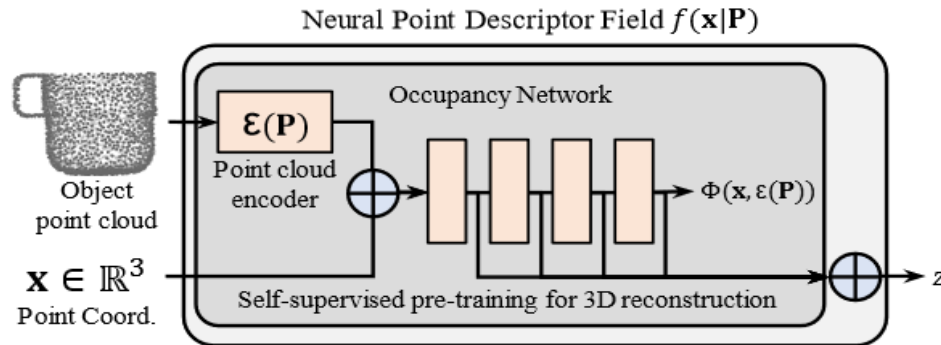 Neural Point Descriptor Field f(x|P)
Occupancy Network
ε(P)
Point cloud
encoder
Object
point cloud
Φ(x, ε(P))
x ∈ ℝ³
Point Coord.
Self-supervised pre-training for 3D reconstruction
z